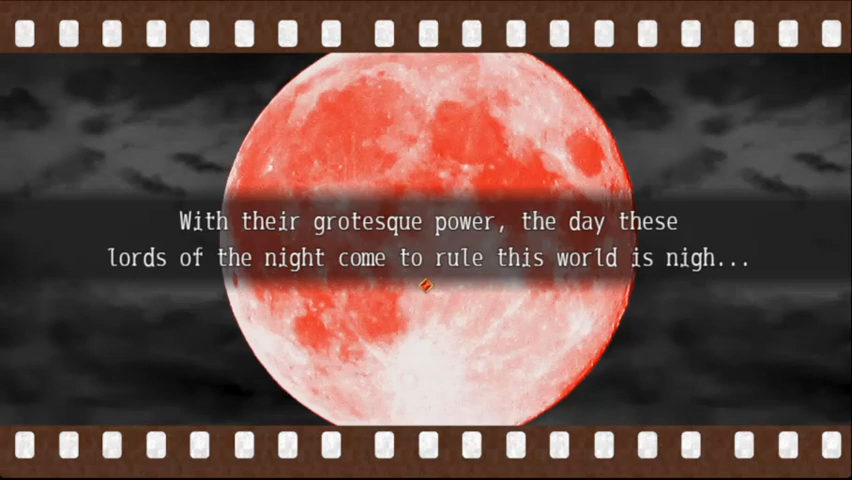 With their grotesque power, the day these
lords of the night come to rule this world is nigh...